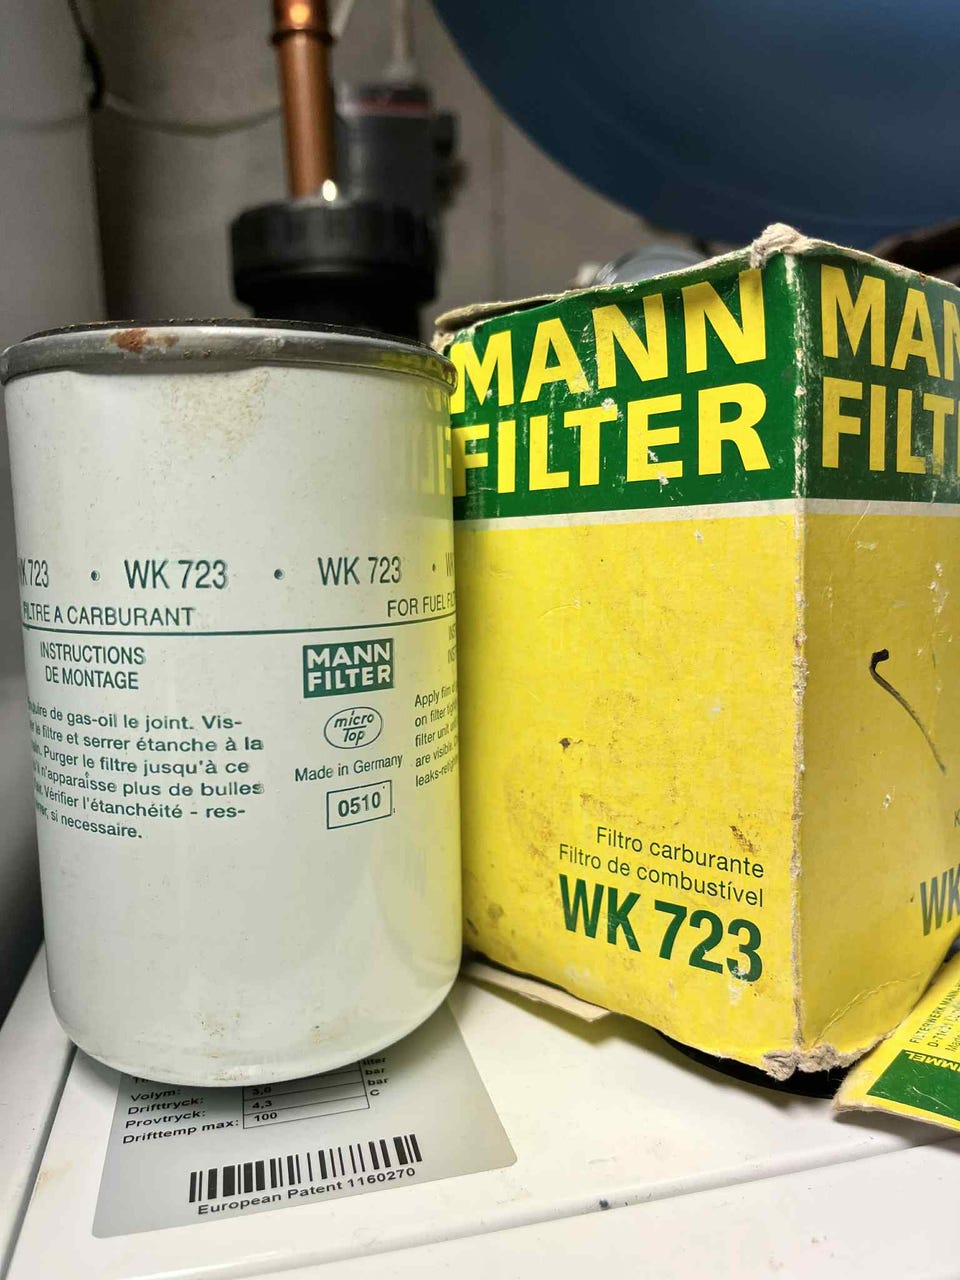 WK 723 • WK 723
FILTRE A CARBURANT
FOR FUEL
INSTRUCTIONS
DE MONTAGE
de gas-oil le joint. Vis-
le filtre et serrer étanche à la
Purger le filtre jusqu'à ce
n'apparaisse plus de bulles
Vérifier l'étanchéité - res-
si necessaire.
MANN
FILTER
micro
Top
Made in Germany
0510
Apply film
on filter
filter unit
are visible.
MANN
FILTER
Filtro carburante
Filtro de combustível
WK 723
MAN
FILT
WK
FILTERWERK MANN
liter
bar
bar
C
Volym: 3,0
Drifttryck: 4,3
Provtryck: 100
Drifttemp max:
European Patent 1160270